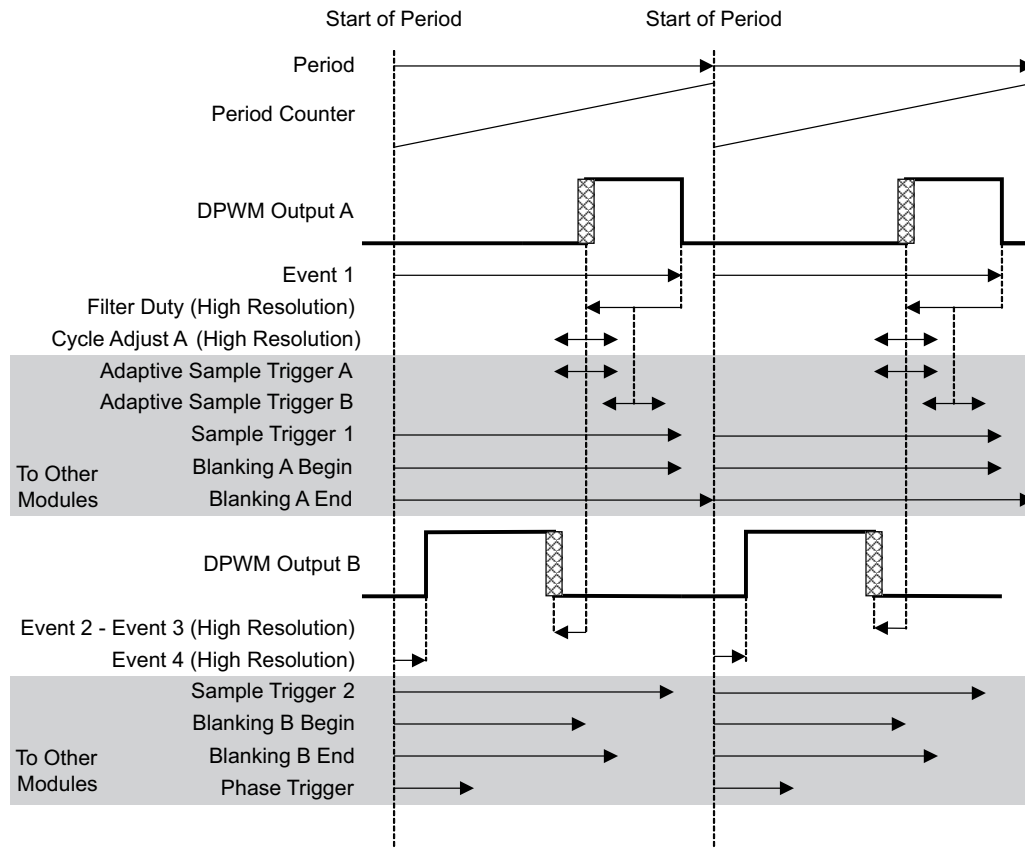 Start of Period
Start of Period
Period
Period Counter
DPWM Output A
Event 1
Filter Duty (High Resolution)
Cycle Adjust A (High Resolution)
Adaptive Sample Trigger A
Adaptive Sample Trigger B
Sample Trigger 1
To Other
Modules
Blanking A Begin
Blanking A End
DPWM Output B
Event 2 - Event 3 (High Resolution)
Event 4 (High Resolution)
Sample Trigger 2
Blanking B Begin
To Other
Modules
Blanking B End
Phase Trigger